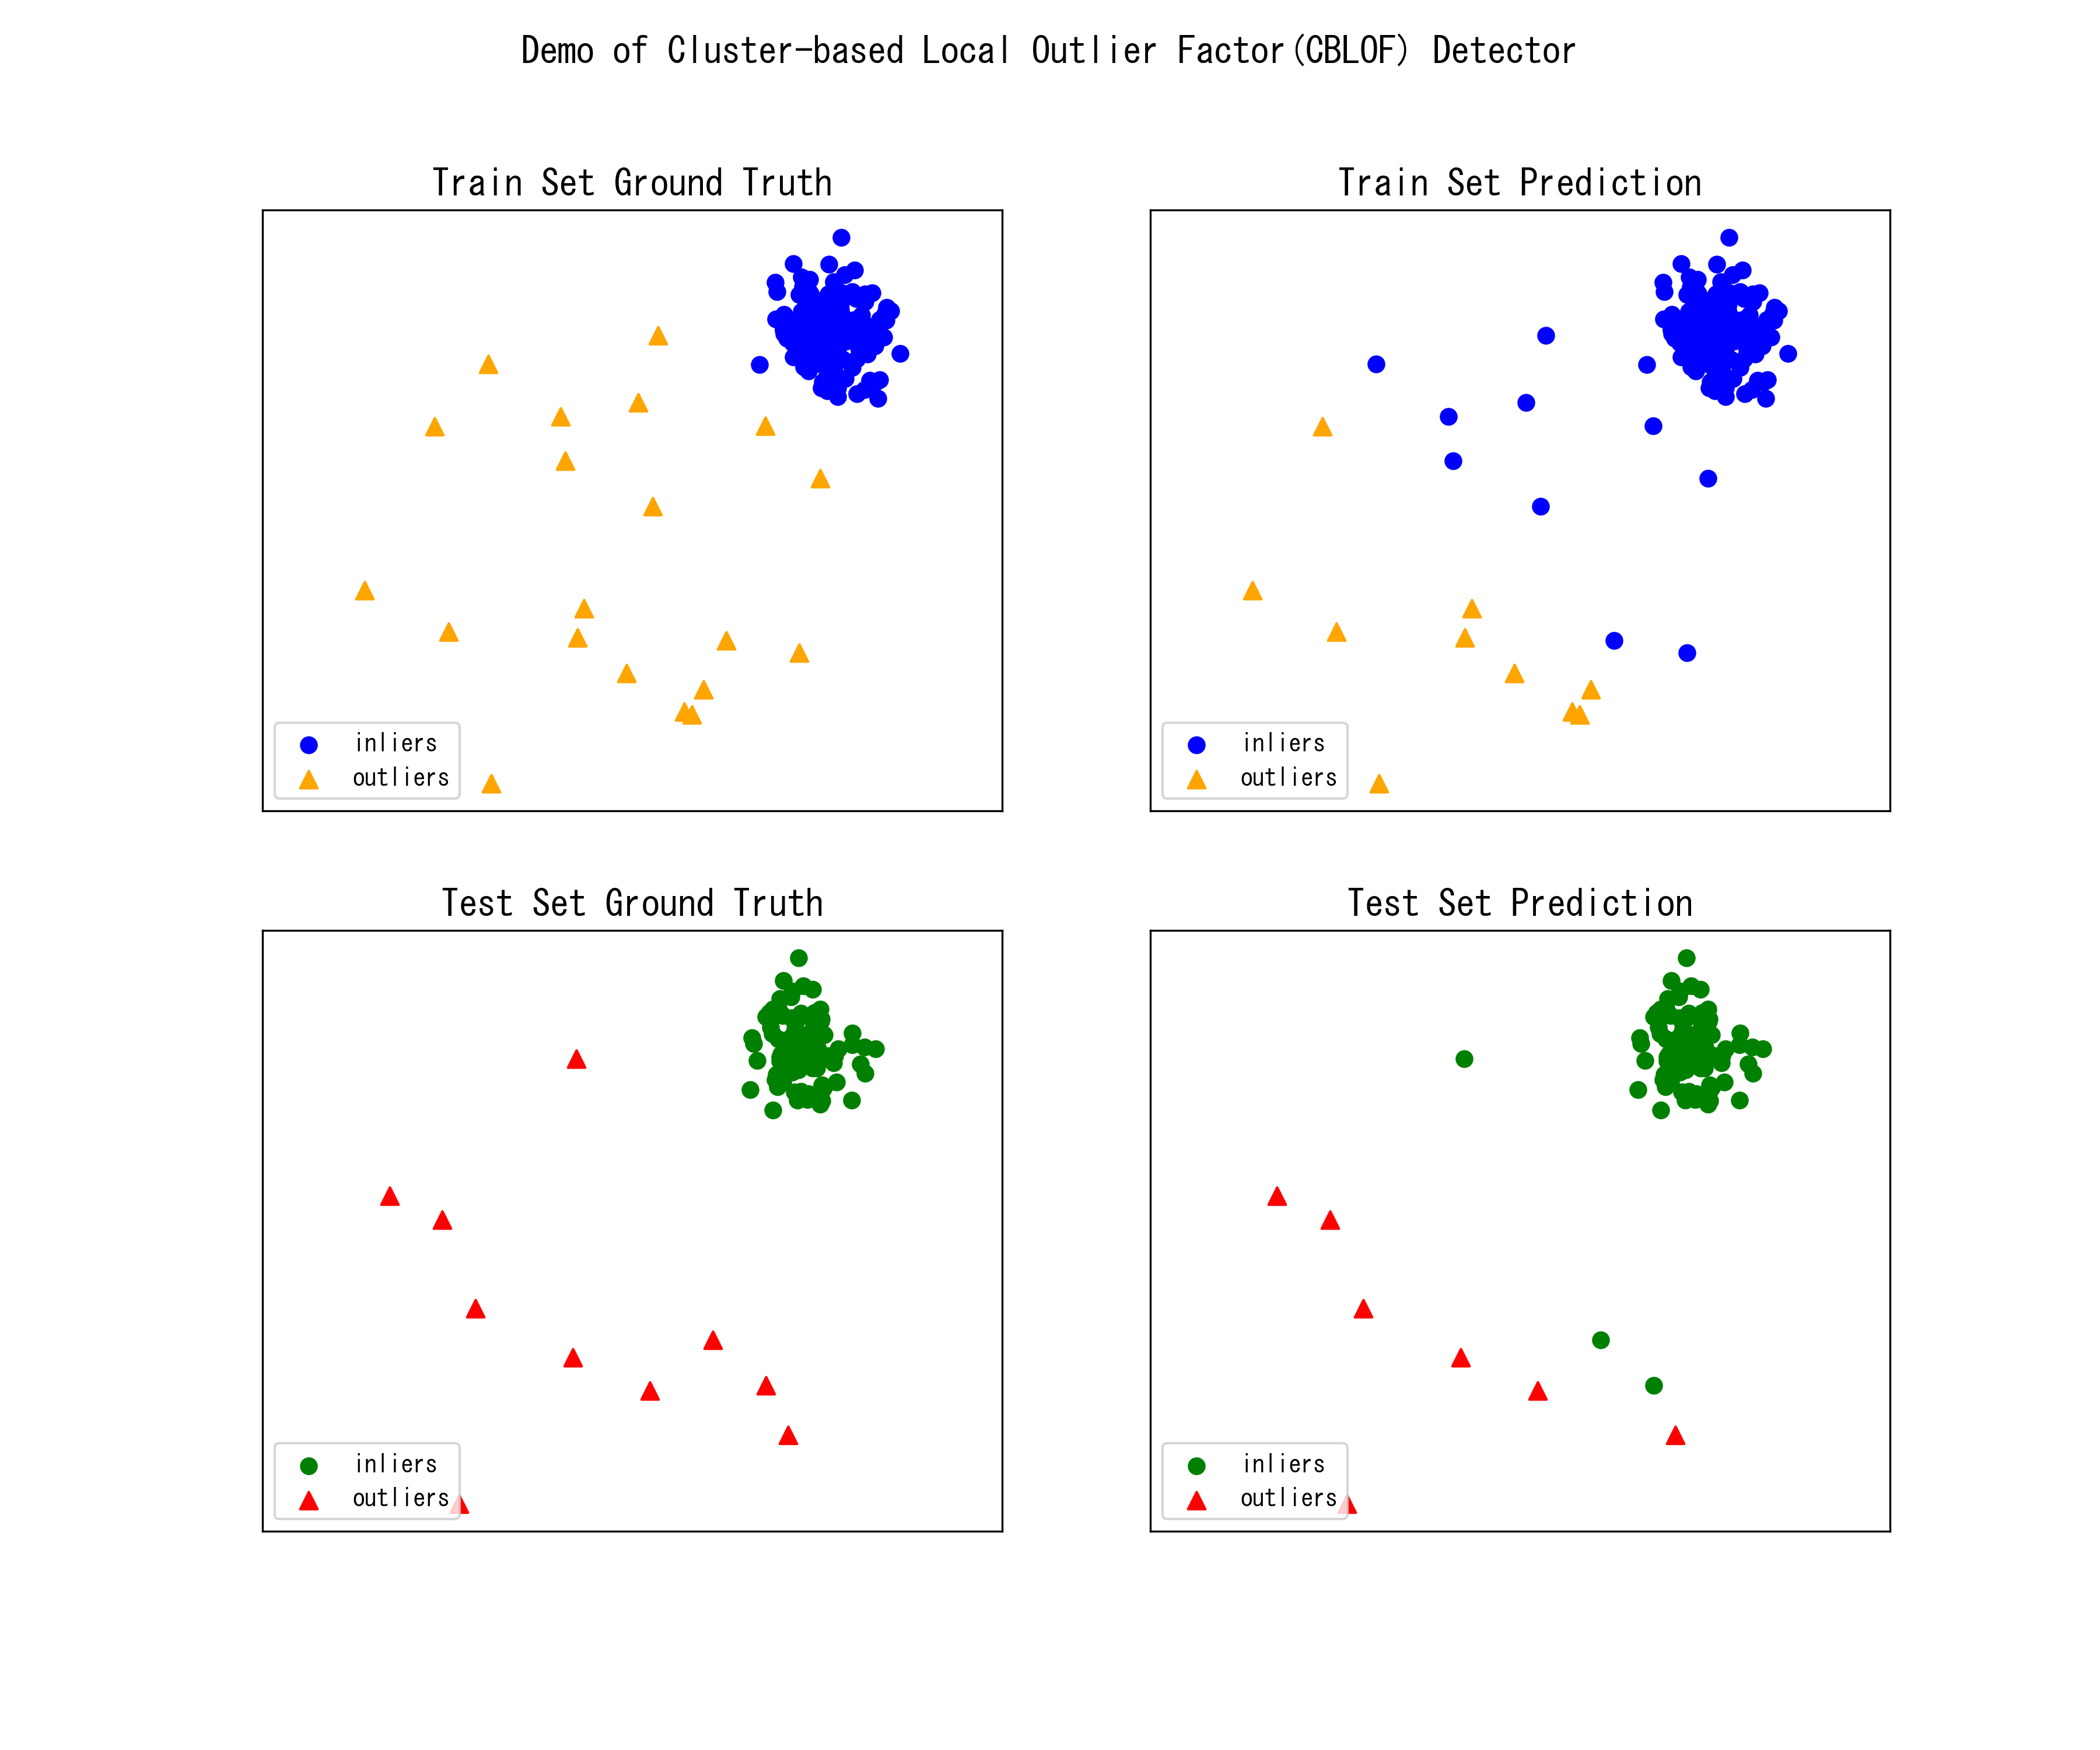 Demo of Cluster-based Local Outlier Factor(CBLOF) Detector
Train Set Ground Truth
Train Set Prediction
inliers
outliers
inliers
outliers
Test Set Ground Truth
Test Set Prediction
inliers
outliers
inliers
outliers